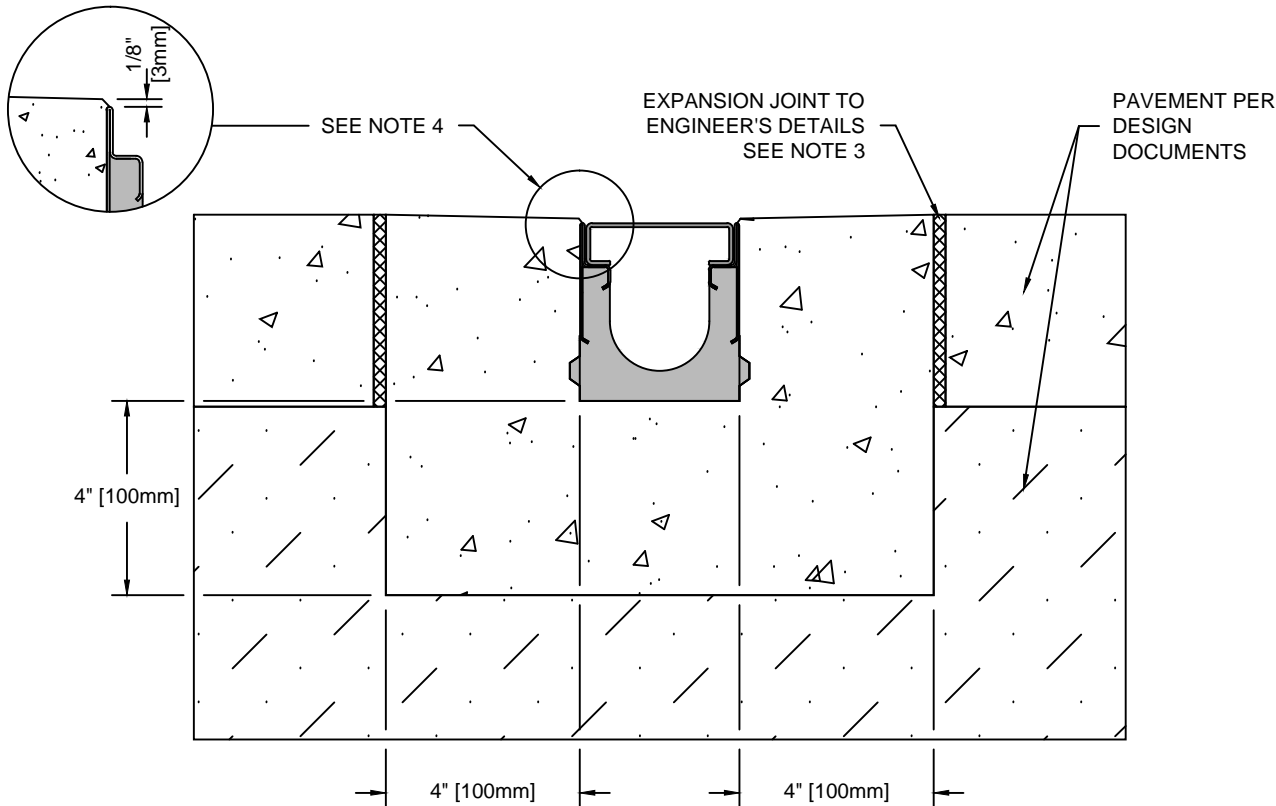 1/8"
[3mm]
SEE NOTE 4
EXPANSION JOINT TO
ENGINEER'S DETAILS
SEE NOTE 3
PAVEMENT PER
DESIGN
DOCUMENTS
4" [100mm]
4" [100mm]
4" [100mm]